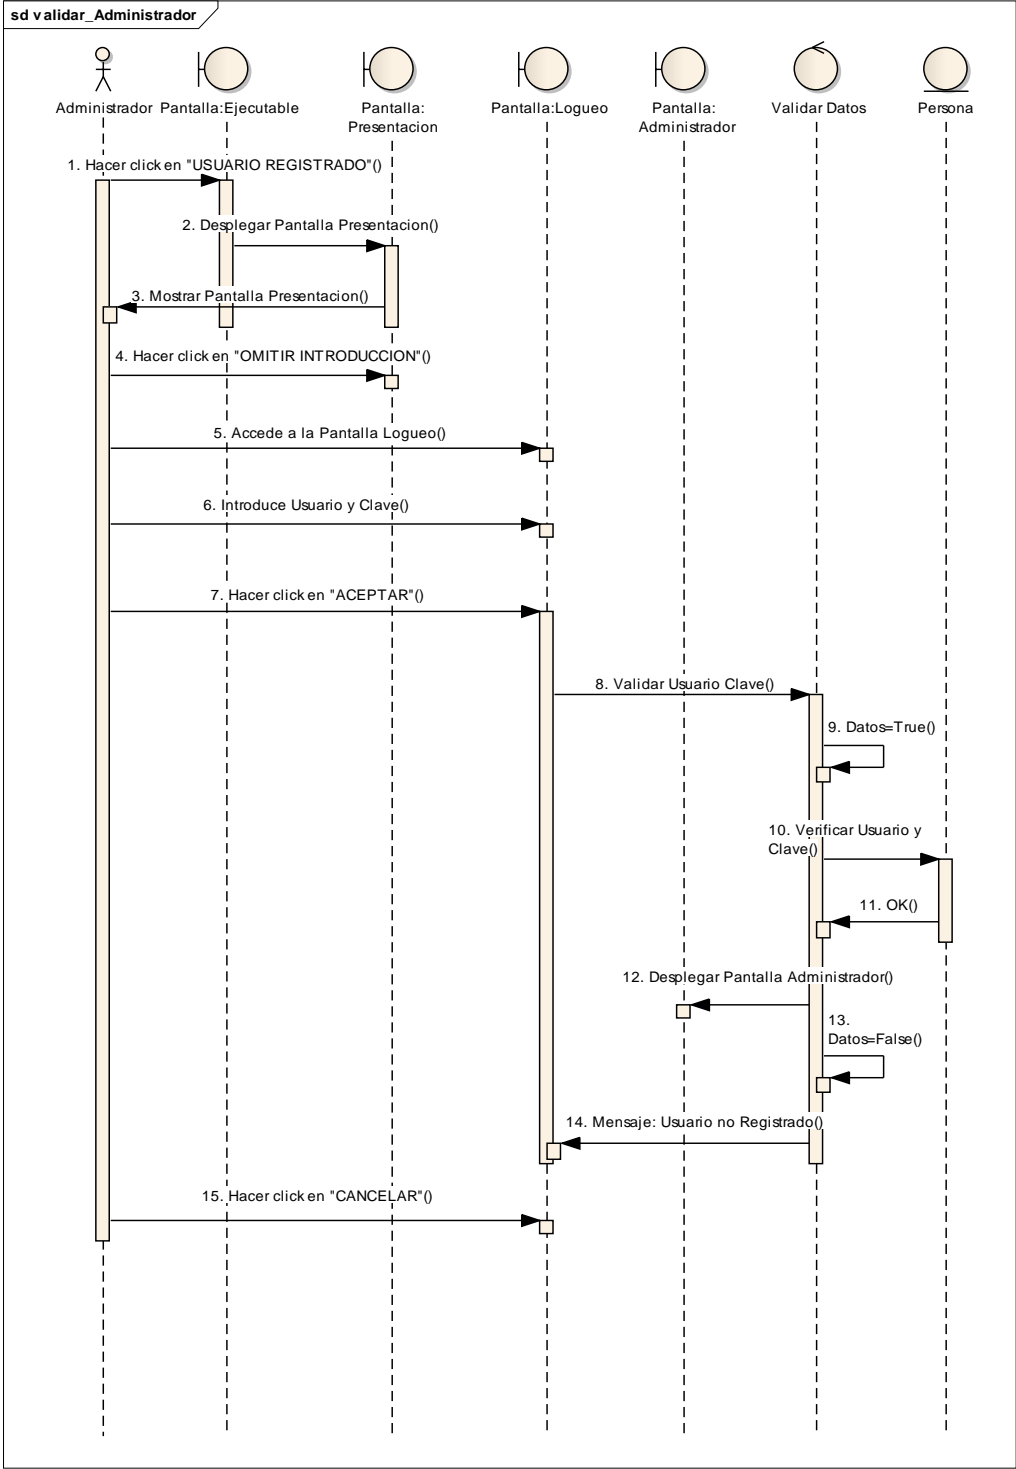 sd validar_Administrador
Administrador
Pantalla:Ejecutable
Pantalla:
Presentacion
Pantalla:Logueo
Pantalla:
Administrador
Validar Datos
Persona
1. Hacer click en "USUARIO REGISTRADO"()
2. Desplegar Pantalla Presentacion()
3. Mostrar Pantalla Presentacion()
4. Hacer click en "OMITIR INTRODUCCION"()
5. Accede a la Pantalla Logueo()
6. Introduce Usuario y Clave()
7. Hacer click en "ACEPTAR"()
8. Validar Usuario Clave()
9. Datos=True()
10. Verificar Usuario y
Clave()
11. OK()
12. Desplegar Pantalla Administrador()
13.
Datos=False()
14. Mensaje: Usuario no Registrado()
15. Hacer click en "CANCELAR"()